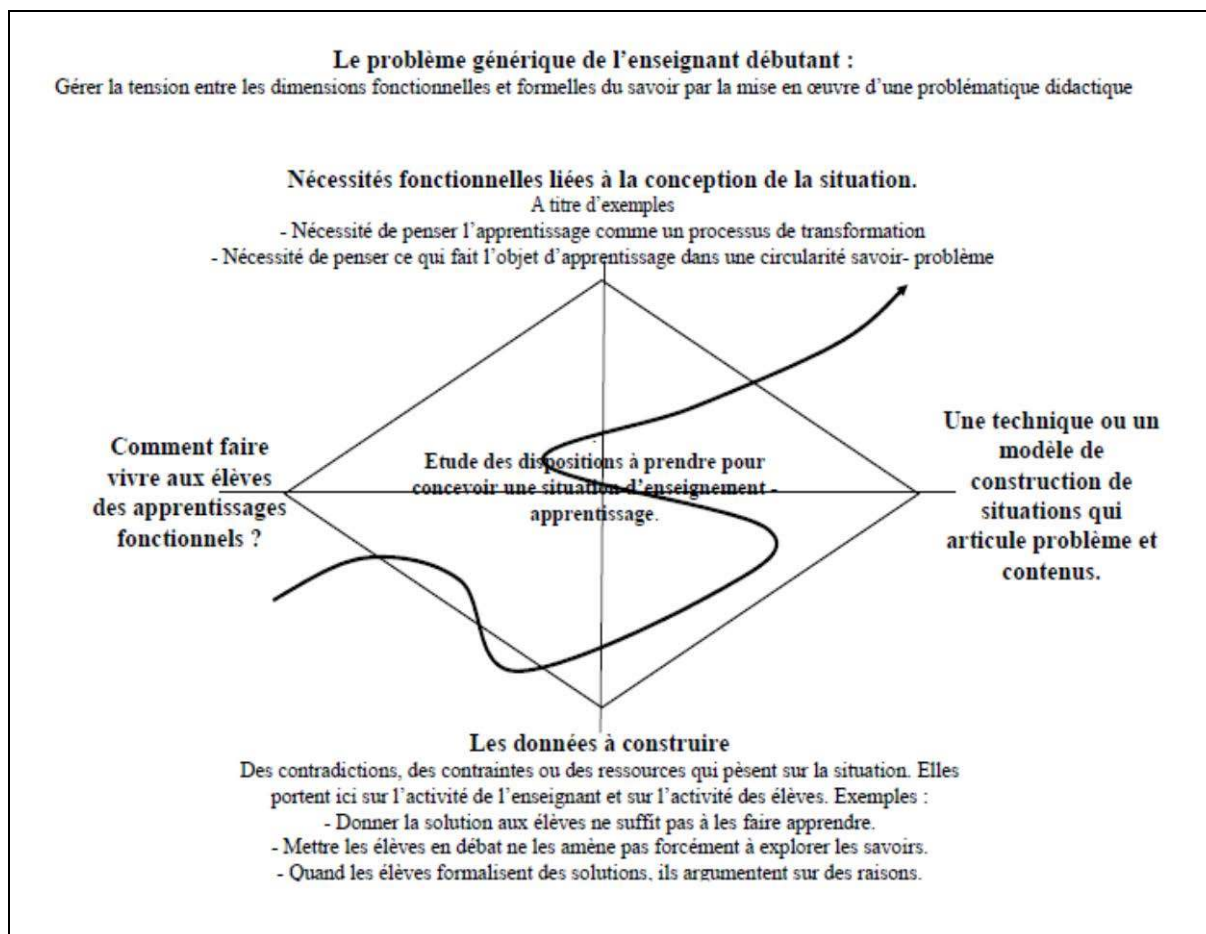 Le problème générique de l'enseignant débutant :
Gérer la tension entre les dimensions fonctionnelles et formelles du savoir par la mise en œuvre d'une problématique didactique
Nécessités fonctionnelles liées à la conception de la situation.
A titre d'exemples
- Nécessité de penser l'apprentissage comme un processus de transformation
- Nécessité de penser ce qui fait l'objet d'apprentissage dans une circularité savoir- problème
Comment faire
vivre aux élèves
des apprentissages
fonctionnels ?
Etude des dispositions à prendre pour
concevoir une situation d'enseignement -
apprentissage.
Une technique ou un
modèle de
construction de
situations qui
articule problème et
contenus.
Les données à construire
Des contradictions, des contraintes ou des ressources qui pèsent sur la situation. Elles
portent ici sur l'activité de l'enseignant et sur l'activité des élèves. Exemples :
- Donner la solution aux élèves ne suffit pas à les faire apprendre.
- Mettre les élèves en débat ne les amène pas forcément à explorer les savoirs.
- Quand les élèves formalisent des solutions, ils argumentent sur des raisons.